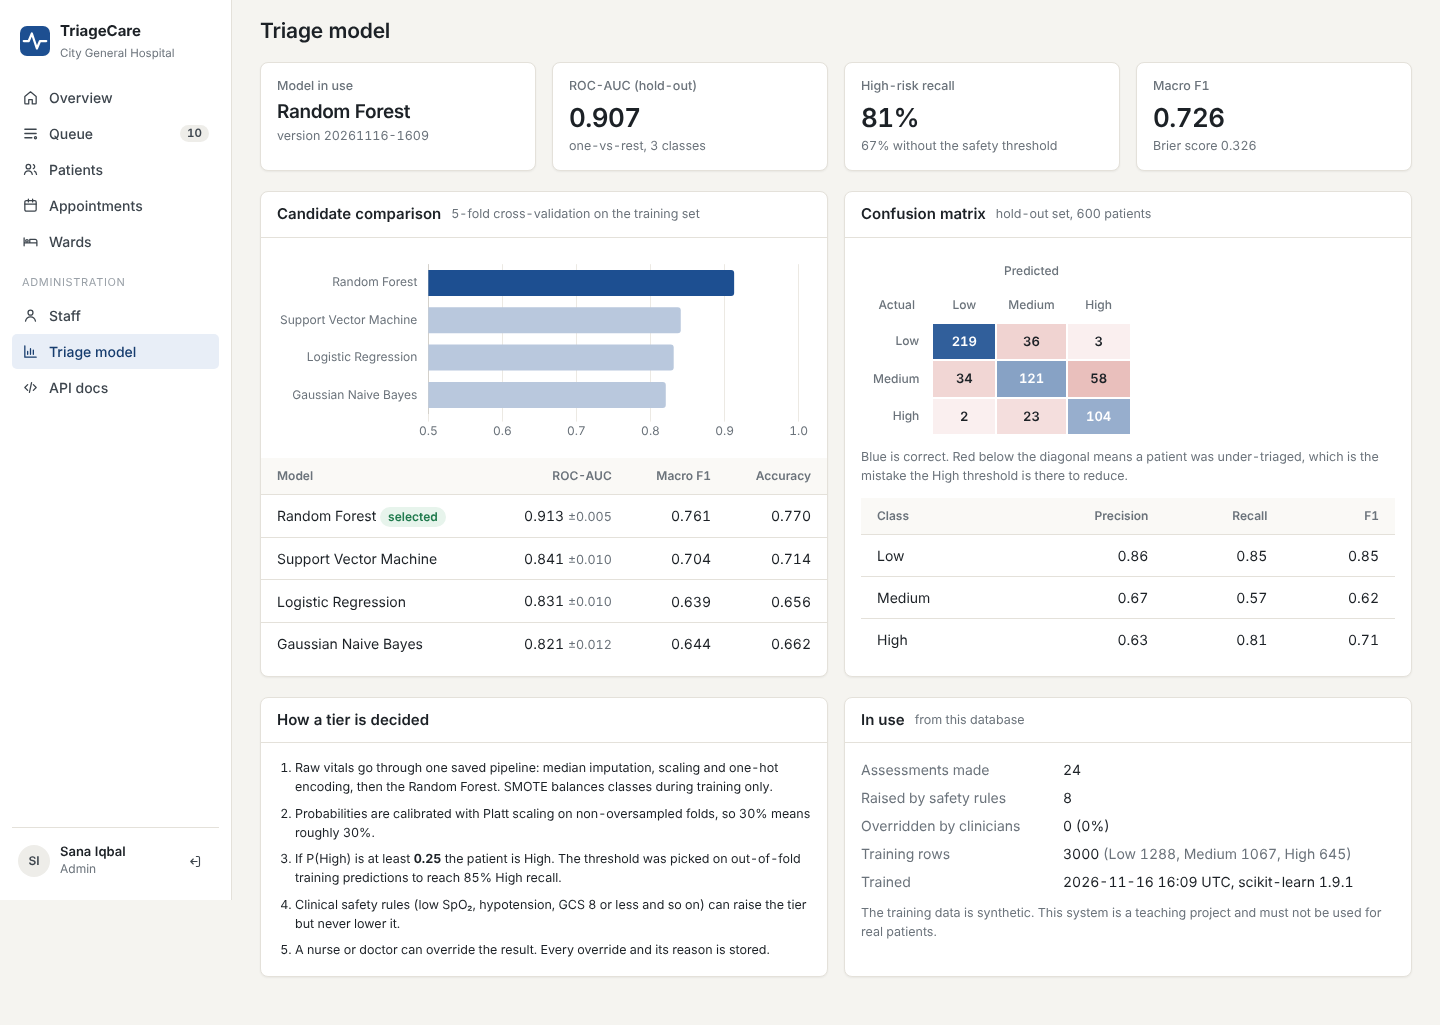 TriageCare
City General Hospital
Overview
Queue 10
Patients
Appointments
Wards
ADMINISTRATION
Staff
Triage model
API docs
SI
Sana Iqbal
Admin
Triage model
Model in use
Random Forest
version 20261116-1609
ROC-AUC (hold-out)
0.907
one-vs-rest, 3 classes
High-risk recall
81%
67% without the safety threshold
Macro F1
0.726
Brier score 0.326
Candidate comparison 5-fold cross-validation on the training set
Random Forest
Support Vector Machine
Logistic Regression
Gaussian Naive Bayes
0.5 0.6 0.7 0.8 0.9 1.0
Model ROC-AUC Macro F1 Accuracy
Random Forest selected 0.913 ±0.005 0.761 0.770
Support Vector Machine 0.841 ±0.010 0.704 0.714
Logistic Regression 0.831 ±0.010 0.639 0.656
Gaussian Naive Bayes 0.821 ±0.012 0.644 0.662
Confusion matrix hold-out set, 600 patients
Predicted
Actual Low Medium High
Low 219 36 3
Medium 34 121 58
High 2 23 104
Blue is correct. Red below the diagonal means a patient was under-triaged, which is the
mistake the High threshold is there to reduce.
Class Precision Recall F1
Low 0.86 0.85 0.85
Medium 0.67 0.57 0.62
High 0.63 0.81 0.71
How a tier is decided
1. Raw vitals go through one saved pipeline: median imputation, scaling and one-hot
encoding, then the Random Forest. SMOTE balances classes during training only.
2. Probabilities are calibrated with Platt scaling on non-oversampled folds, so 30% means
roughly 30%.
3. If P(High) is at least 0.25 the patient is High. The threshold was picked on out-of-fold
training predictions to reach 85% High recall.
4. Clinical safety rules (low SpO₂, hypotension, GCS 8 or less and so on) can raise the tier
but never lower it.
5. A nurse or doctor can override the result. Every override and its reason is stored.
In use from this database
Assessments made 24
Raised by safety rules 8
Overridden by clinicians 0 (0%)
Training rows 3000 (Low 1288, Medium 1067, High 645)
Trained 2026-11-16 16:09 UTC, scikit-learn 1.9.1
The training data is synthetic. This system is a teaching project and must not be used for
real patients.